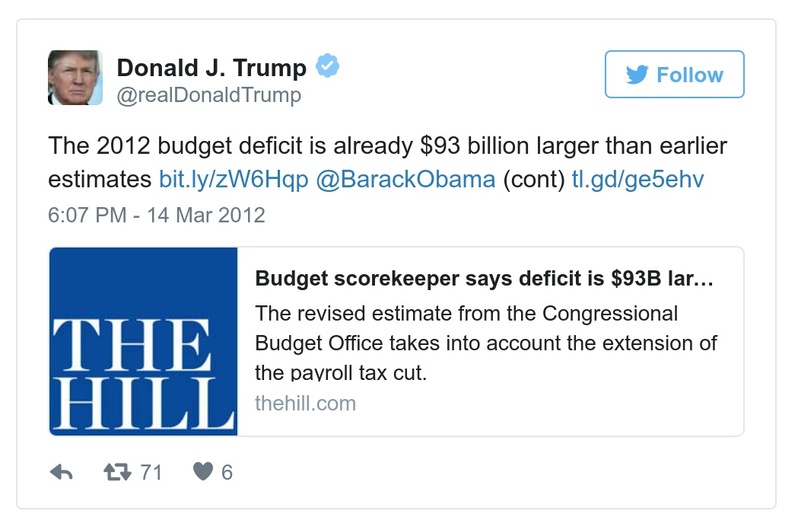 Donald J. Trump
@realDonaldTrump
Follow
The 2012 budget deficit is already $93 billion larger than earlier
estimates bit.ly/zW6Hqp @BarackObama (cont) tl.gd/ge5ehv
6:07 PM - 14 Mar 2012
THE
HILL
Budget scorekeeper says deficit is $93B lar...
The revised estimate from the Congressional
Budget Office takes into account the extension of
the payroll tax cut.
thehill.com
71
6